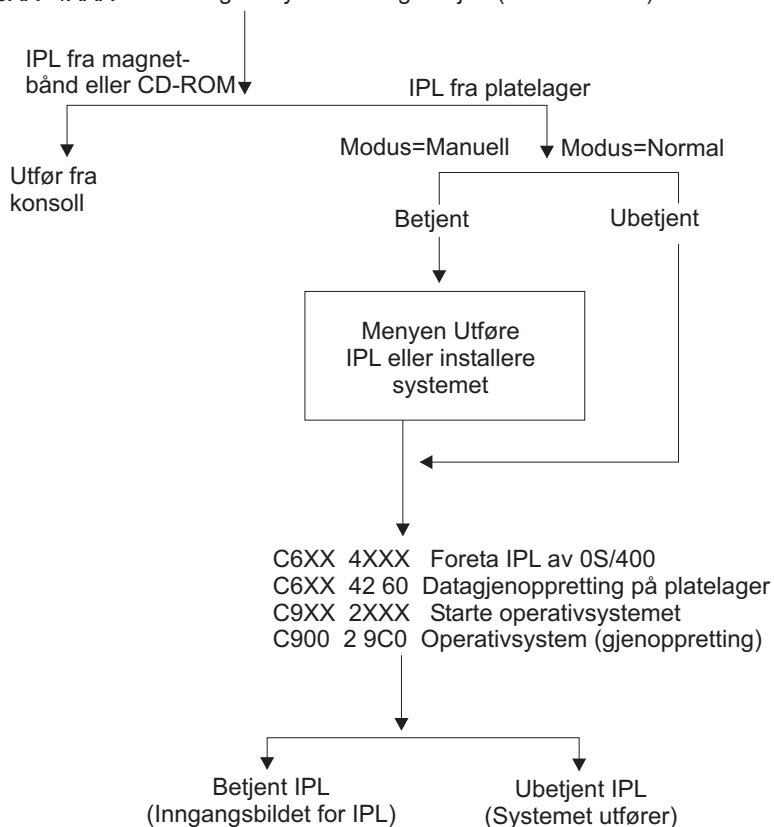 IPL fra magnet-
bånd eller CD-ROM
IPL fra platelager
Utfør fra
konsoll
Modus=Manuell
Modus=Normal
Betjent
Ubetjent
Menyen Utføre
IPL eller installere
systemet
C6XX 4XXX Foreta IPL av 0S/400
C6XX 42 60 Datagjenoppretting på platelager
C9XX 2XXX Starte operativsystemet
C900 2 9C0 Operativsystem (gjenoppretting)
Betjent IPL
(Inngangsbildet for IPL)
Ubetjent IPL
(Systemet utfører)